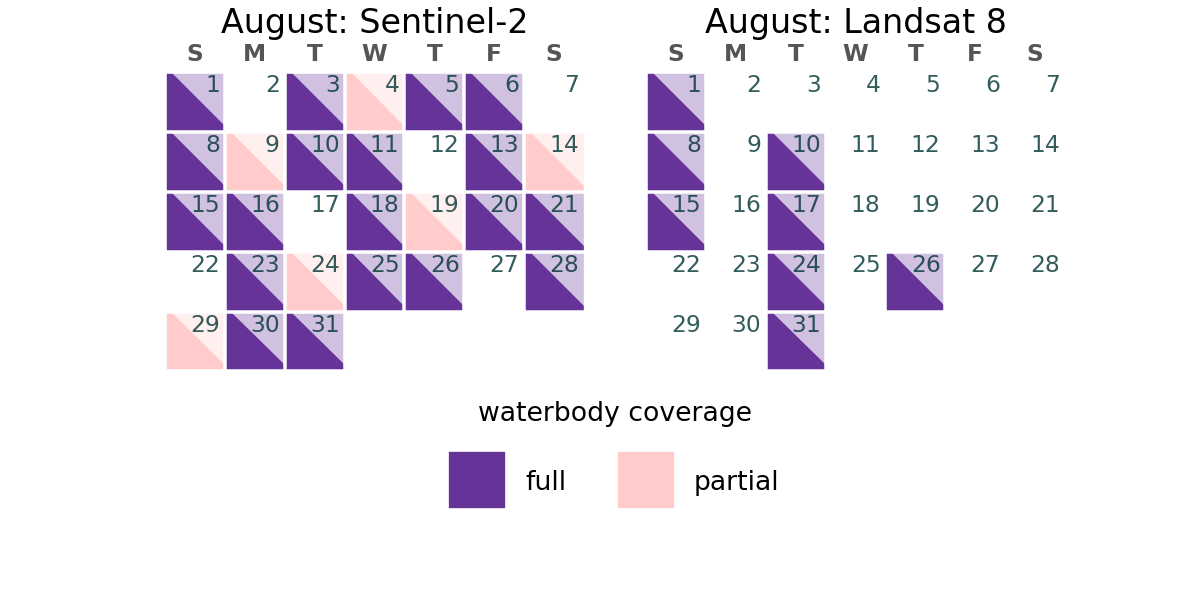 August: Sentinel-2
S M T W T F S
1 2 3 4 5 6 7
8 9 10 11 12 13 14
15 16 17 18 19 20 21
22 23 24 25 26 27 28
29 30 31
August: Landsat 8
S M T W T F S
1 2 3 4 5 6 7
8 9 10 11 12 13 14
15 16 17 18 19 20 21
22 23 24 25 26 27 28
29 30 31
waterbody coverage
full partial